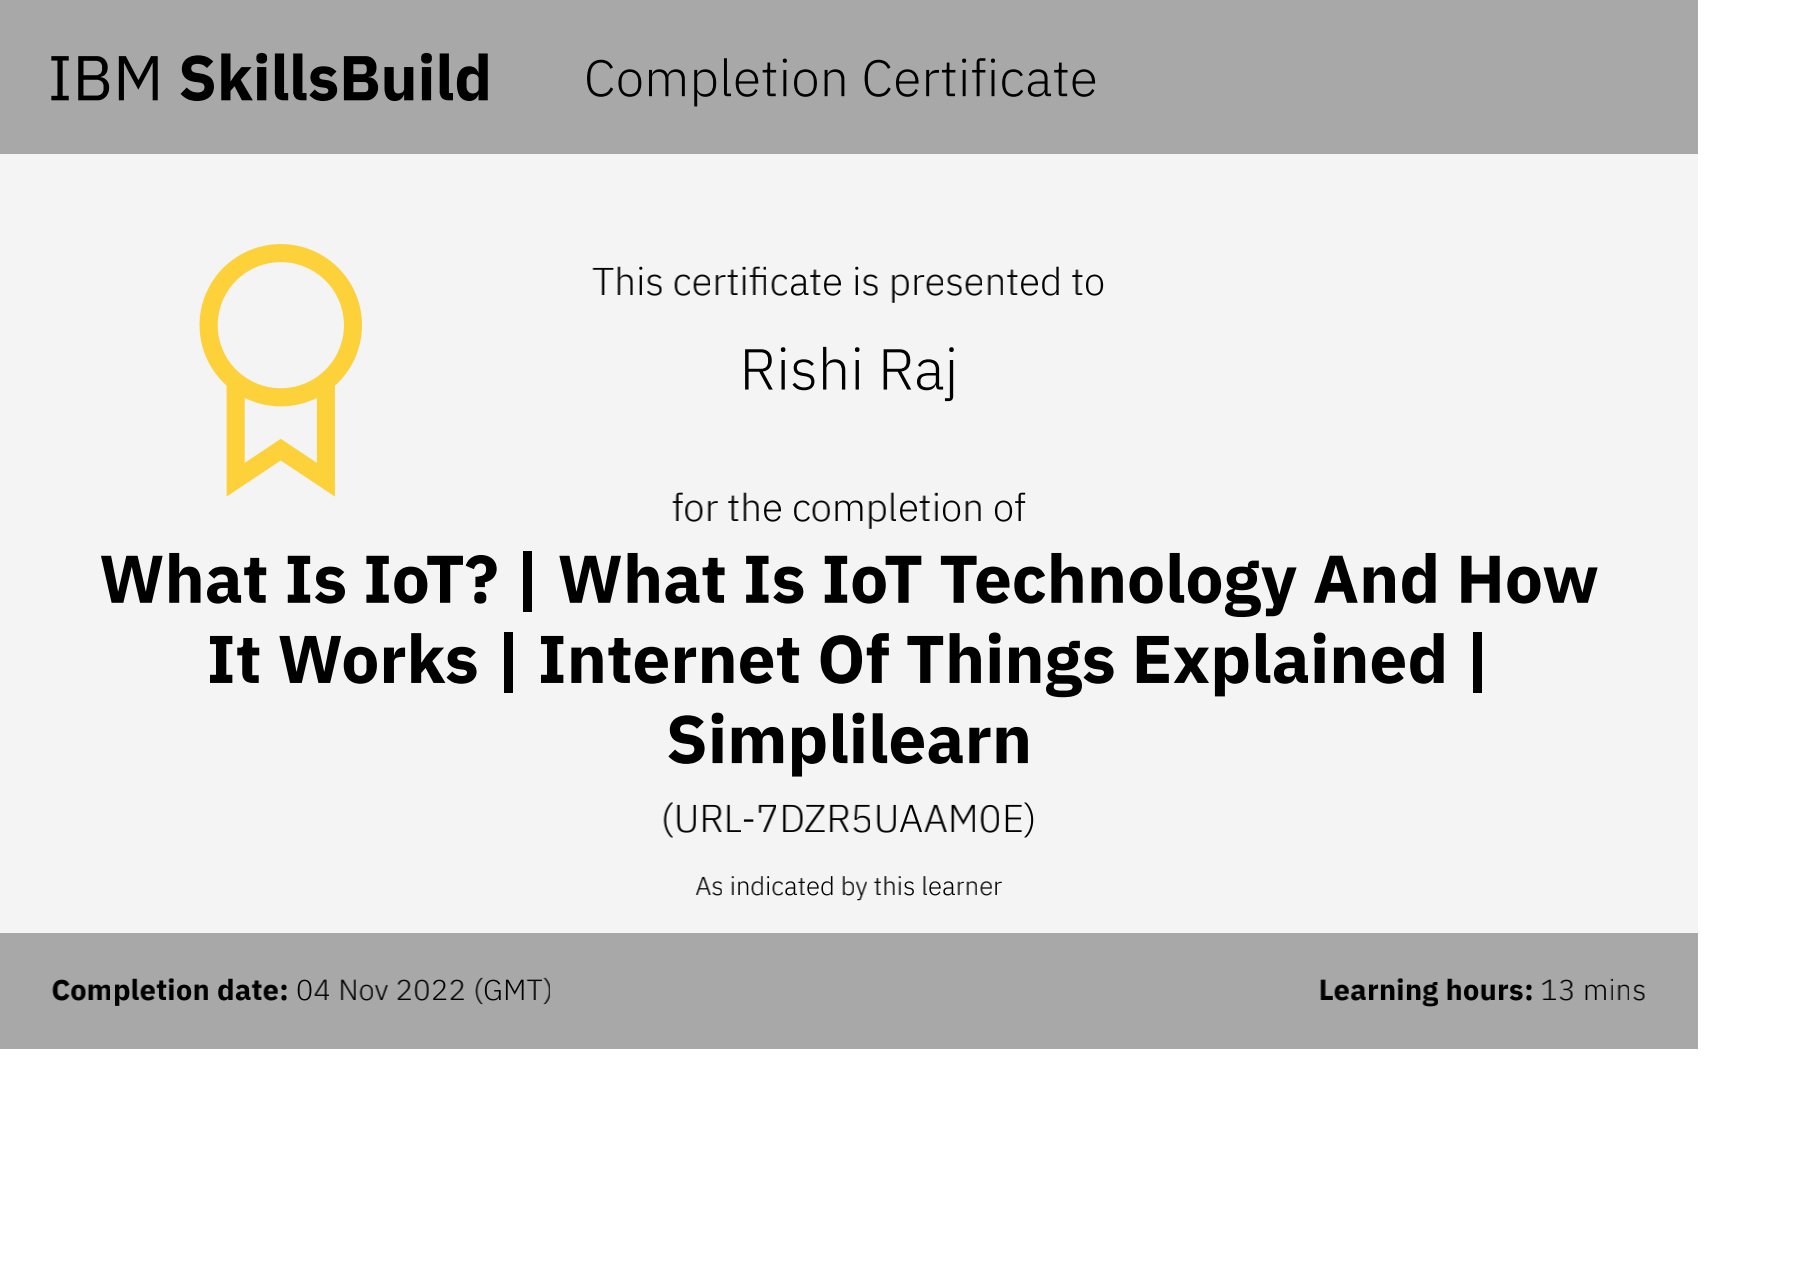 IBM SkillsBuild Completion Certificate
This certificate is presented to
Rishi Raj
for the completion of
What Is IoT? | What Is IoT Technology And How
It Works | Internet Of Things Explained |
Simplilearn
(URL-7DZR5UAAM0E)
As indicated by this learner
Completion date: 04 Nov 2022 (GMT) Learning hours: 13 mins